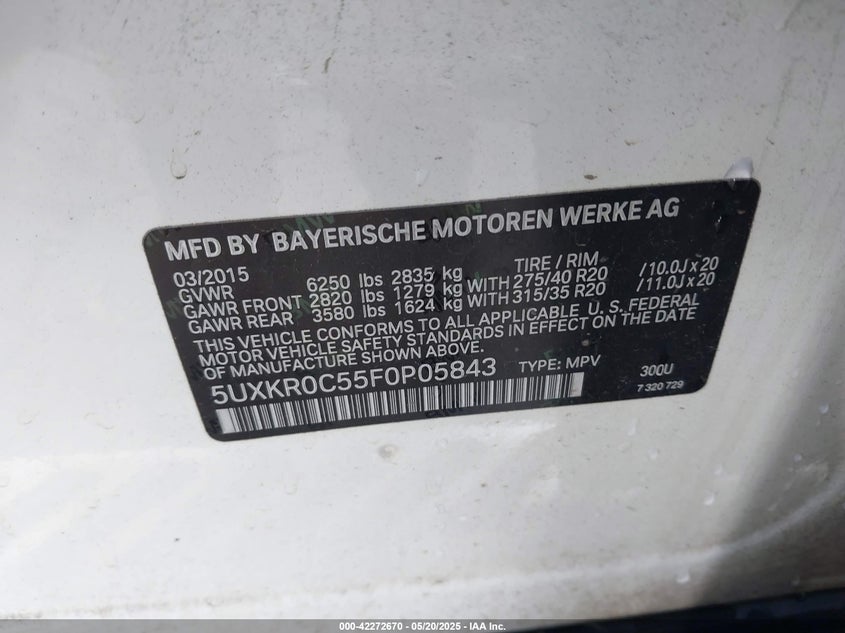 MFD BY BAYERISCHE MOTOREN WERKE AG
03/2015 TIRE / RIM
GVWR 6250 lbs 2835 kg
GAWR FRONT 2820 lbs 1279 kg WITH 275/40 R20 /10.0J x 20
GAWR REAR 3580 lbs 1624 kg WITH 315/35 R20 /11.0J x 20
THIS VEHICLE CONFORMS TO ALL APPLICABLE U. S. FEDERAL
MOTOR VEHICLE SAFETY STANDARDS IN EFFECT ON THE DATE
OF MANUFACTURE SHOWN ABOVE.
5UXKR0C55F0P05843 TYPE: MPV 300U
7 320 729
000-42272670 - 05/20/2025 - IAA Inc.